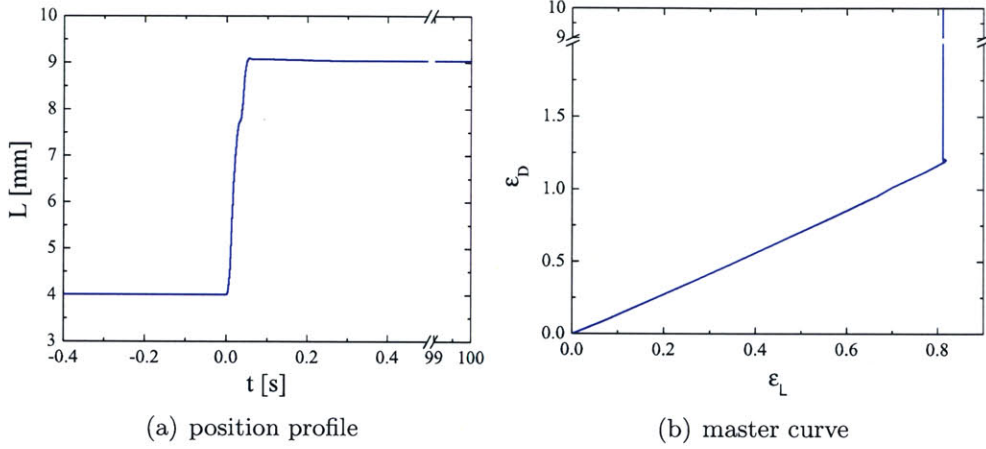 10
9
8
7
6
5
4
3
L [mm]
-0.4 -0.2 0.0 0.2 0.4 99 100
t [s]
(a) position profile
10
9
1.5
1.0
0.5
0.0
ε_D
0.0 0.2 0.4 0.6 0.8
ε_L
(b) master curve